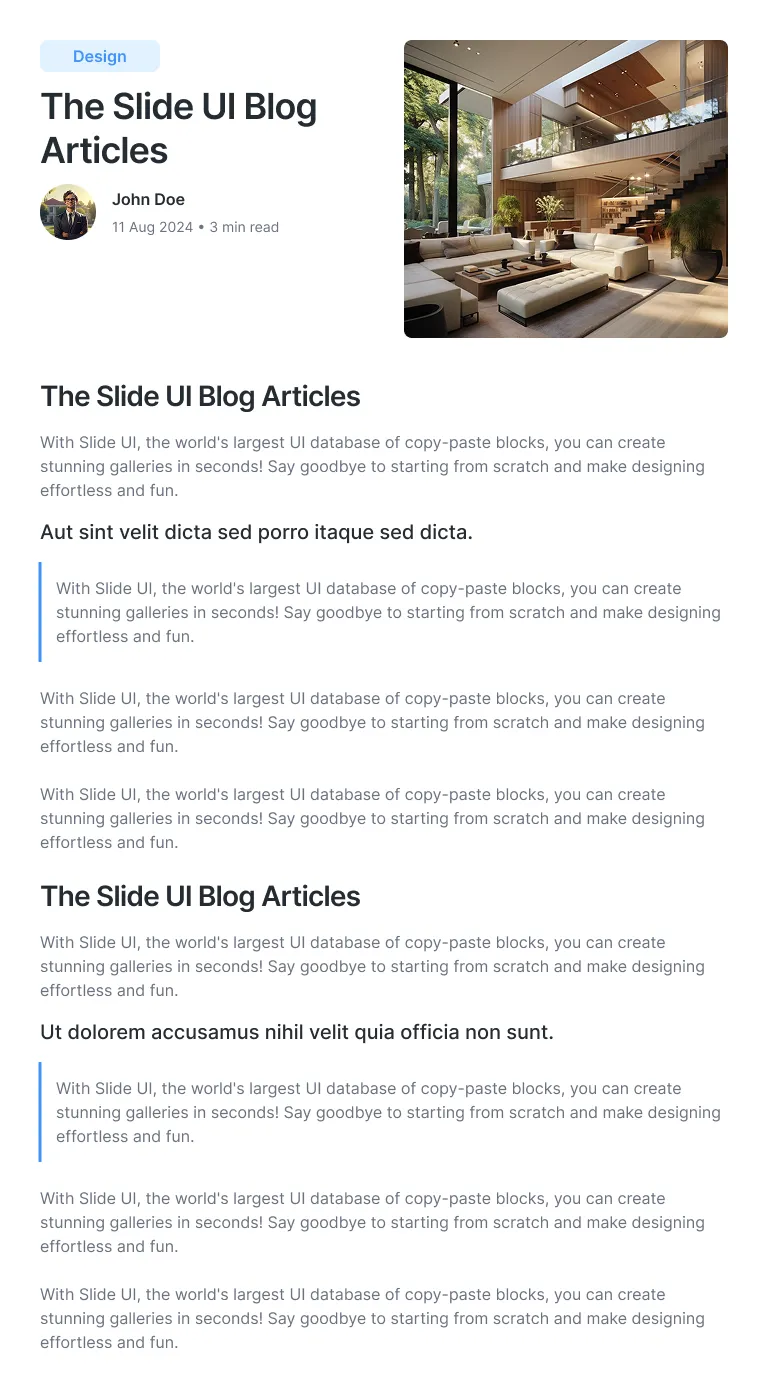 Design
The Slide UI Blog
Articles
John Doe
11 Aug 2024 • 3 min read
The Slide UI Blog Articles
With Slide UI, the world's largest UI database of copy-paste blocks, you can create
stunning galleries in seconds! Say goodbye to starting from scratch and make designing
effortless and fun.
Aut sint velit dicta sed porro itaque sed dicta.
With Slide UI, the world's largest UI database of copy-paste blocks, you can create
stunning galleries in seconds! Say goodbye to starting from scratch and make designing
effortless and fun.
With Slide UI, the world's largest UI database of copy-paste blocks, you can create
stunning galleries in seconds! Say goodbye to starting from scratch and make designing
effortless and fun.
With Slide UI, the world's largest UI database of copy-paste blocks, you can create
stunning galleries in seconds! Say goodbye to starting from scratch and make designing
effortless and fun.
The Slide UI Blog Articles
With Slide UI, the world's largest UI database of copy-paste blocks, you can create
stunning galleries in seconds! Say goodbye to starting from scratch and make designing
effortless and fun.
Ut dolorem accusamus nihil velit quia officia non sunt.
With Slide UI, the world's largest UI database of copy-paste blocks, you can create
stunning galleries in seconds! Say goodbye to starting from scratch and make designing
effortless and fun.
With Slide UI, the world's largest UI database of copy-paste blocks, you can create
stunning galleries in seconds! Say goodbye to starting from scratch and make designing
effortless and fun.
With Slide UI, the world's largest UI database of copy-paste blocks, you can create
stunning galleries in seconds! Say goodbye to starting from scratch and make designing
effortless and fun.